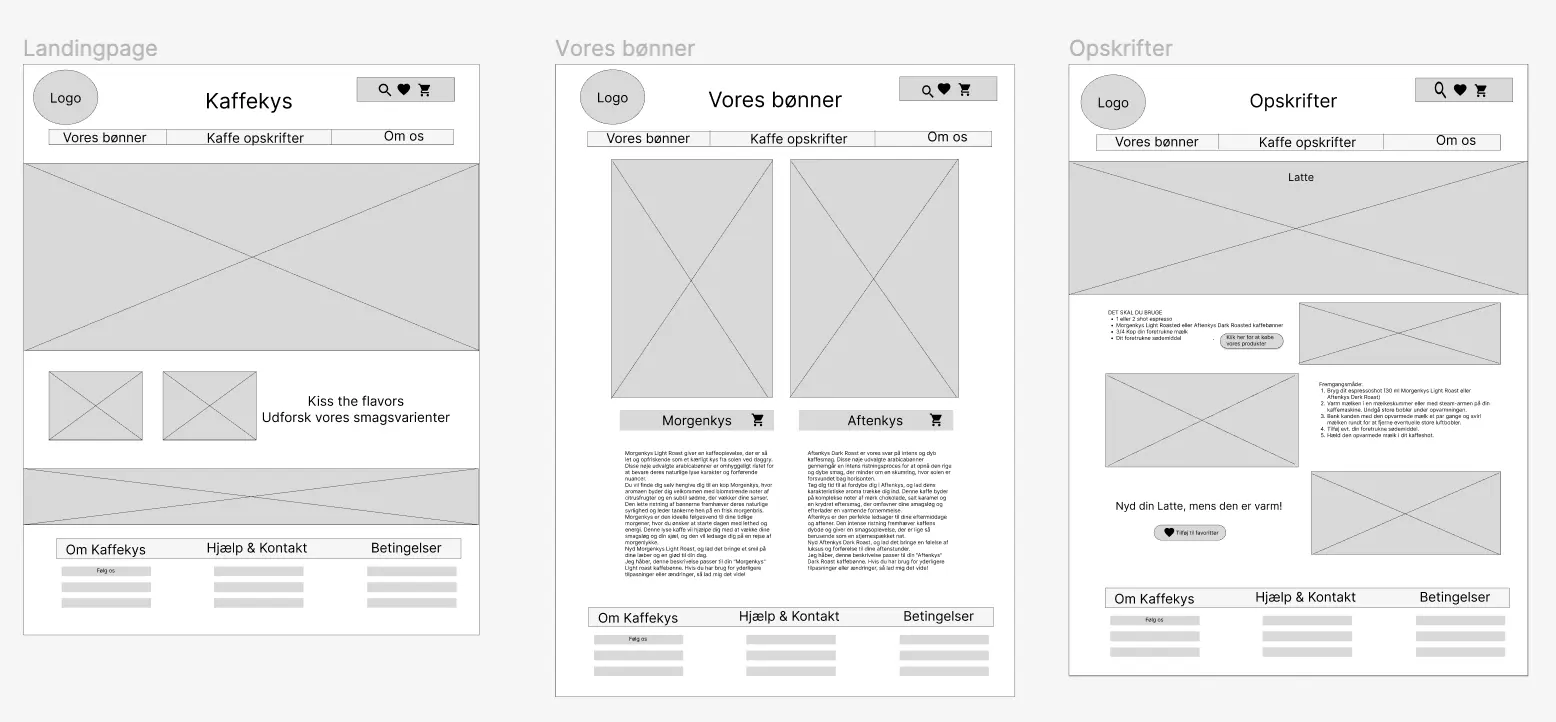 Landingpage
Logo
Kaffekys
Vores bønner
Kaffe opskrifter
Om os
Kiss the flavors
Udforsk vores smagsvarienter
Om Kaffekys
Hjælp & Kontakt
Betingelser
Følg os
Vores bønner
Logo
Vores bønner
Vores bønner
Kaffe opskrifter
Om os
Morgenkys
Aftenkys
Morgenkys Light Roast giver en kaffeoplevelse, der er så
let og opfriskende som et kærligt kys fra solen ved daggry.
Disse nøje udvalgte arabicabønner er omhyggeligt ristet for
at bevare deres naturlige lyse karakter og forførende
nuancer.
Du vil finde dig selv hengive dig til en kop Morgenkys, hvor
aromaen byder dig velkommen med blomstrende noter af
citrusfrugter og en subtil sødme, der vækker dine sanser.
Den lette ristning af bønnerne fremhæver deres naturlige
syrlighed og leder tankerne hen på en frisk morgenbris.
Morgenkys er den ideelle følgesvend til dine tidlige
morgener, hvor du ønsker at starte dagen med lethed og
energi. Denne lyse kaffe vil hjælpe dig med at vække dine
smagsløg og din sjæl, og den vil ledsage dig på en rejse af
morgenlykke.
Nyd Morgenkys Light Roast, og lad det bringe et smil på
dine læber og en glød til din dag.
Jeg håber, denne beskrivelse passer til din "Morgenkys"
Light roast kaffebønne. Hvis du har brug for yderligere
tilpasninger eller ændringer, så lad mig det vide!
Aftenkys Dark Roast er vores svar på intens og dyb
kaffesmag. Disse nøje udvalgte arabicabønner
gennemgår en intens ristningsproces for at opnå den rige
og dybe smag, der minder om en skumring, hvor solen er
forsvundet bag horisonten.
Tag dig tid til at fordybe dig i Aftenkys, og lad dens
karakteristiske aroma trække dig ind. Denne kaffe byder
på komplekse noter af mørk chokolade, salt karamel og
en krydret eftersmag, der omfavner dine smagsløg og
efterlader en varmende fornemmelse.
Aftenkys er den perfekte ledsager til dine eftermiddage
og aftener. Den intense ristning fremhæver kaffens
dybde og giver en smagsoplevelse, der er lige så
berusende som en stjernespækket nat.
Nyd Aftenkys Dark Roast, og lad det bringe en følelse af
luksus og forførelse til dine aftenstunder.
Jeg håber, denne beskrivelse passer til din "Aftenkys"
Dark Roast kaffebønne. Hvis du har brug for yderligere
tilpasninger eller ændringer, så lad mig det vide!
Om Kaffekys
Hjælp & Kontakt
Betingelser
Følg os
Opskrifter
Logo
Opskrifter
Vores bønner
Kaffe opskrifter
Om os
Latte
DET SKAL DU BRUGE
• 1 eller 2 shot espresso
• Morgenkys Light Roasted eller Aftenkys Dark Roasted kaffebønner
• 3/4 Kop din foretrukne mælk
• Dit foretrukne sødemiddel
Klik her for at købe
vores produkter
Fremgangsmåde:
1. Bryg dit espressoshot (30 ml Morgenkys Light Roast eller
Aftenkys Dark Roast)
2. Varm mælken i en mælkeskummer eller med steam-armen på din
kaffemaskine. Undgå store bobler under opvarmningen.
3. Bank kanden med den opvarmede mælk et par gange og svirl
mælken rundt for at fjerne eventuelle store luftbobler.
4. Tilføj evt. din foretrukne sødemiddel.
5. Hæld den opvarmede mælk i dit kaffeshot.
Nyd din Latte, mens den er varm!
Tilføj til favoritter
Om Kaffekys
Hjælp & Kontakt
Betingelser
Følg os